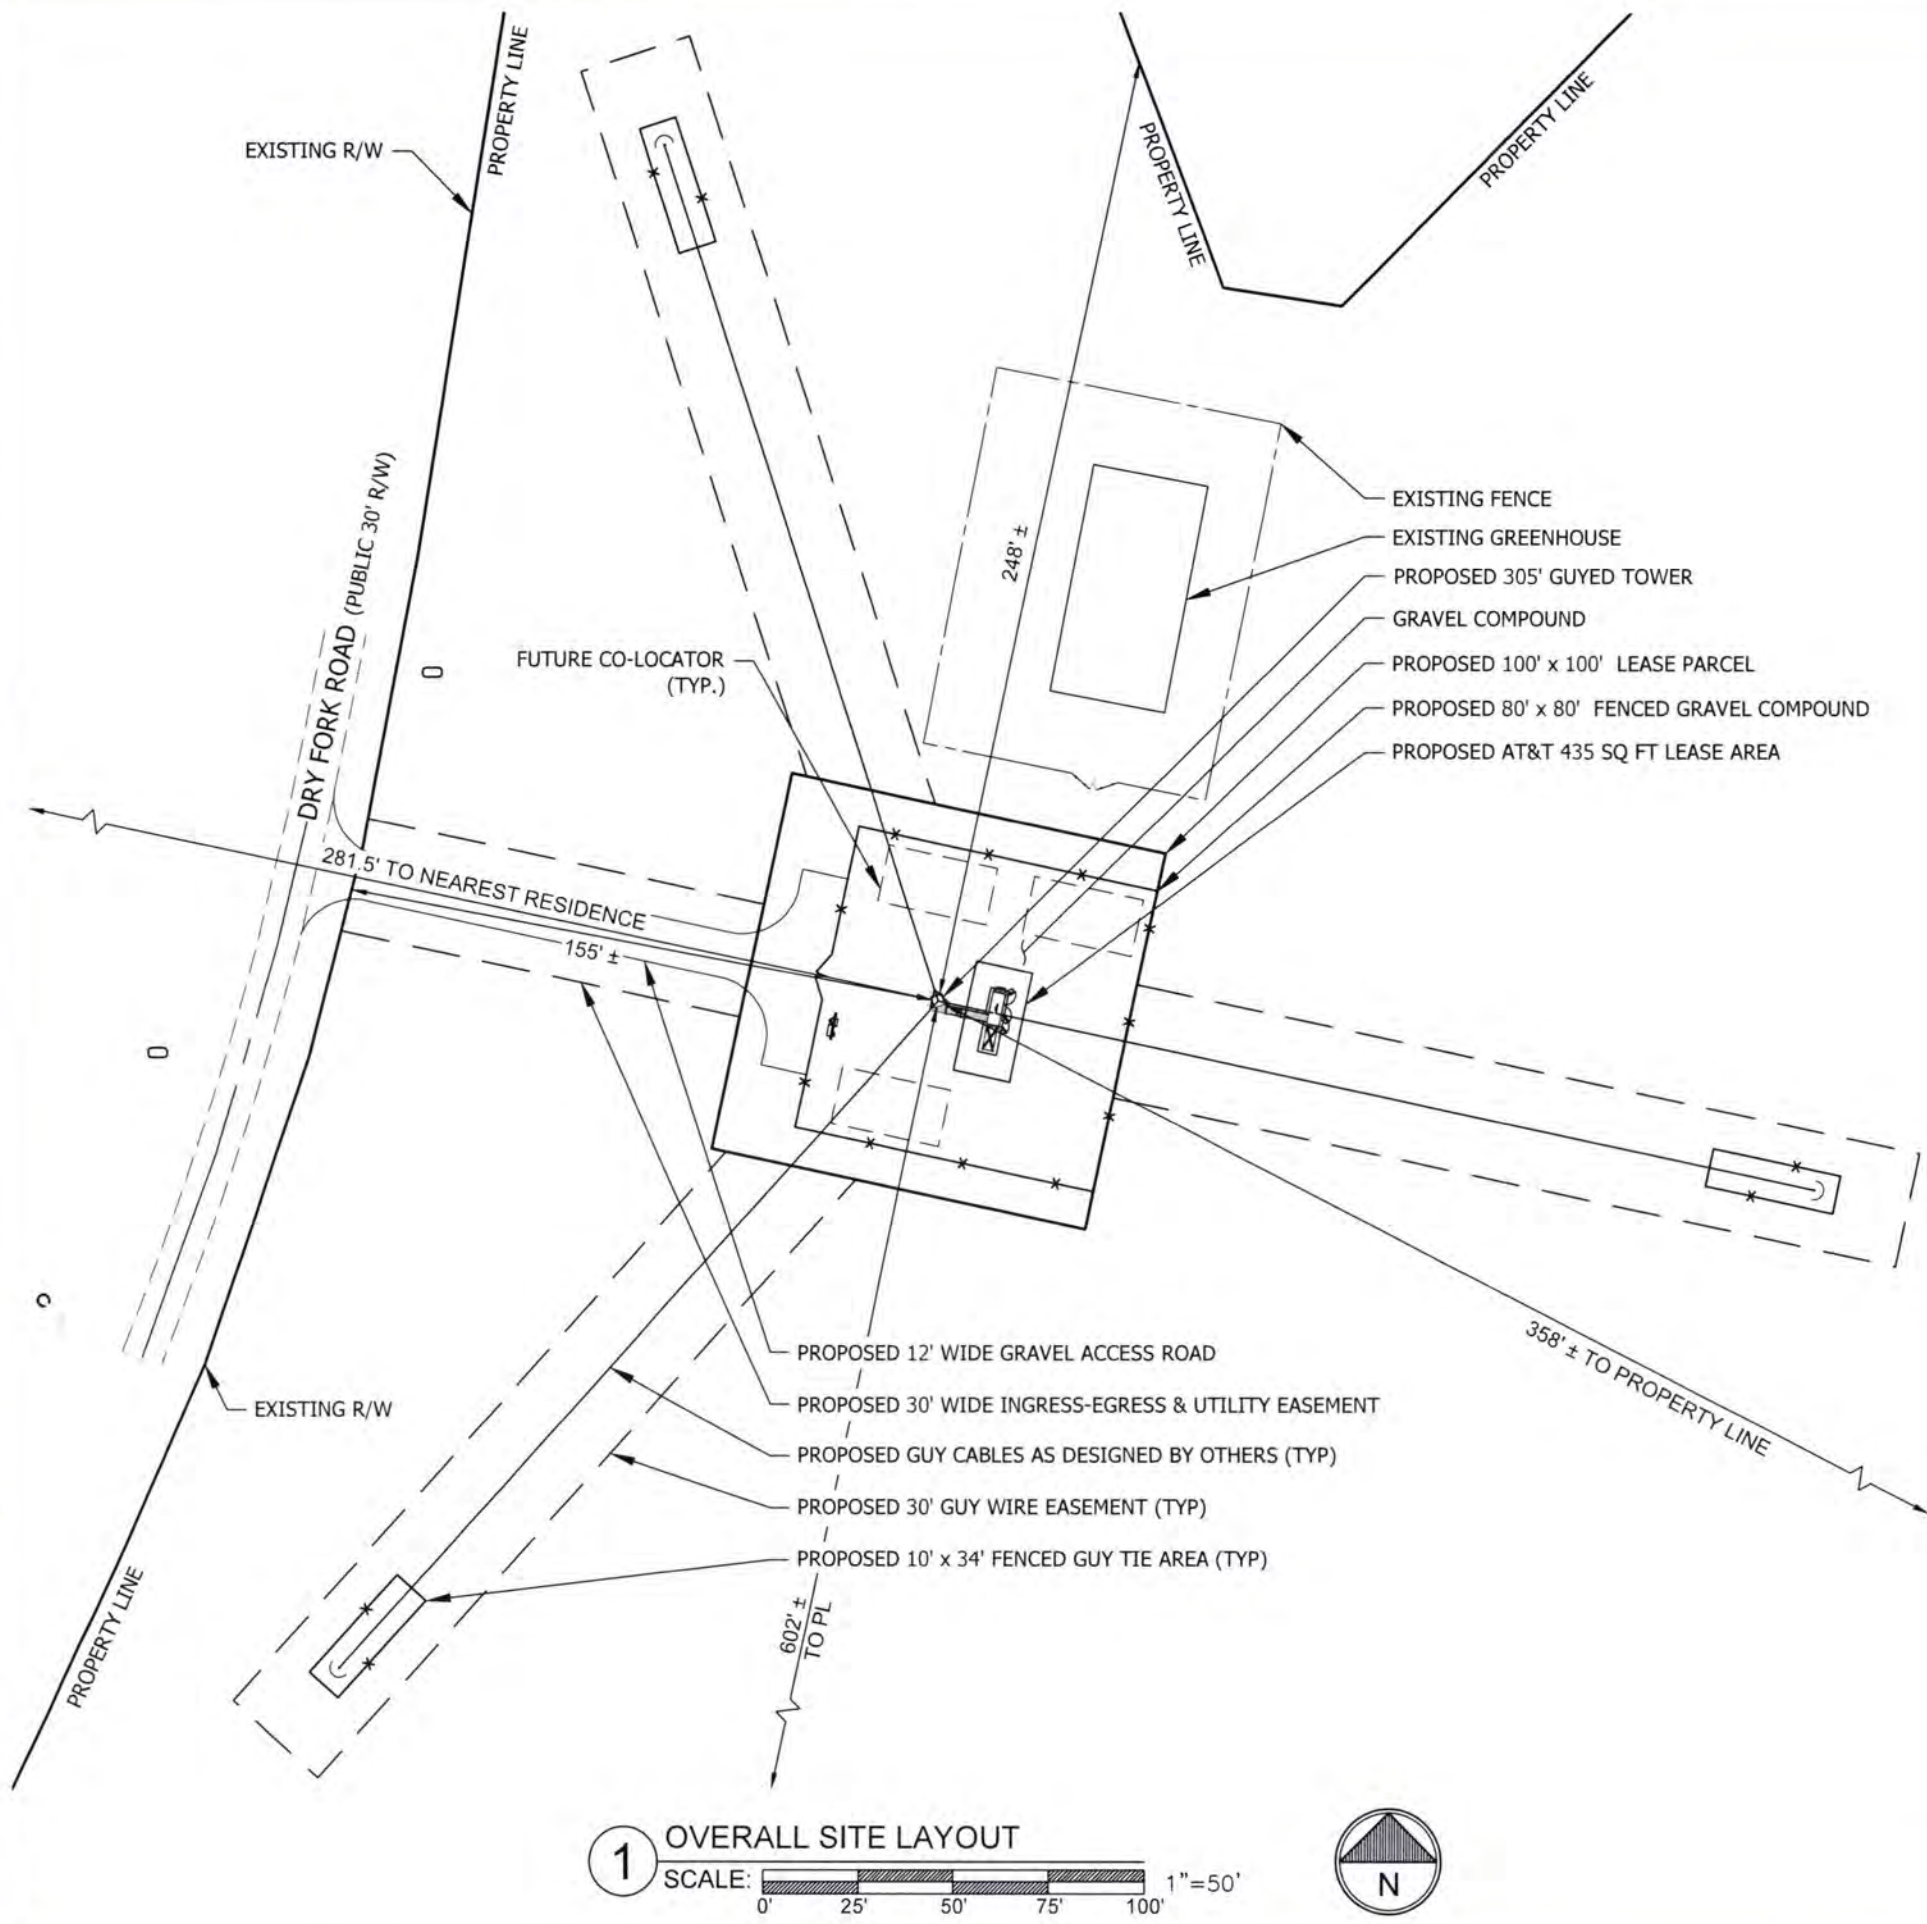 PROPERTY LINE
EXISTING R/W
PROPERTY LINE
PROPERTY LINE
248' ±
DRY FORK ROAD (PUBLIC 30' R/W)
FUTURE CO-LOCATOR
(TYP.)
EXISTING FENCE
EXISTING GREENHOUSE
PROPOSED 305' GUYED TOWER
GRAVEL COMPOUND
PROPOSED 100' x 100' LEASE PARCEL
PROPOSED 80' x 80' FENCED GRAVEL COMPOUND
PROPOSED AT&T 435 SQ FT LEASE AREA
281.5' TO NEAREST RESIDENCE
155' ±
358' ± TO PROPERTY LINE
PROPOSED 12' WIDE GRAVEL ACCESS ROAD
PROPOSED 30' WIDE INGRESS-EGRESS & UTILITY EASEMENT
EXISTING R/W
PROPOSED GUY CABLES AS DESIGNED BY OTHERS (TYP)
PROPOSED 30' GUY WIRE EASEMENT (TYP)
PROPOSED 10' x 34' FENCED GUY TIE AREA (TYP)
602' ±
TO PL
PROPERTY LINE
1
OVERALL SITE LAYOUT
SCALE:
1"=50'
0' 25' 50' 75' 100'
N